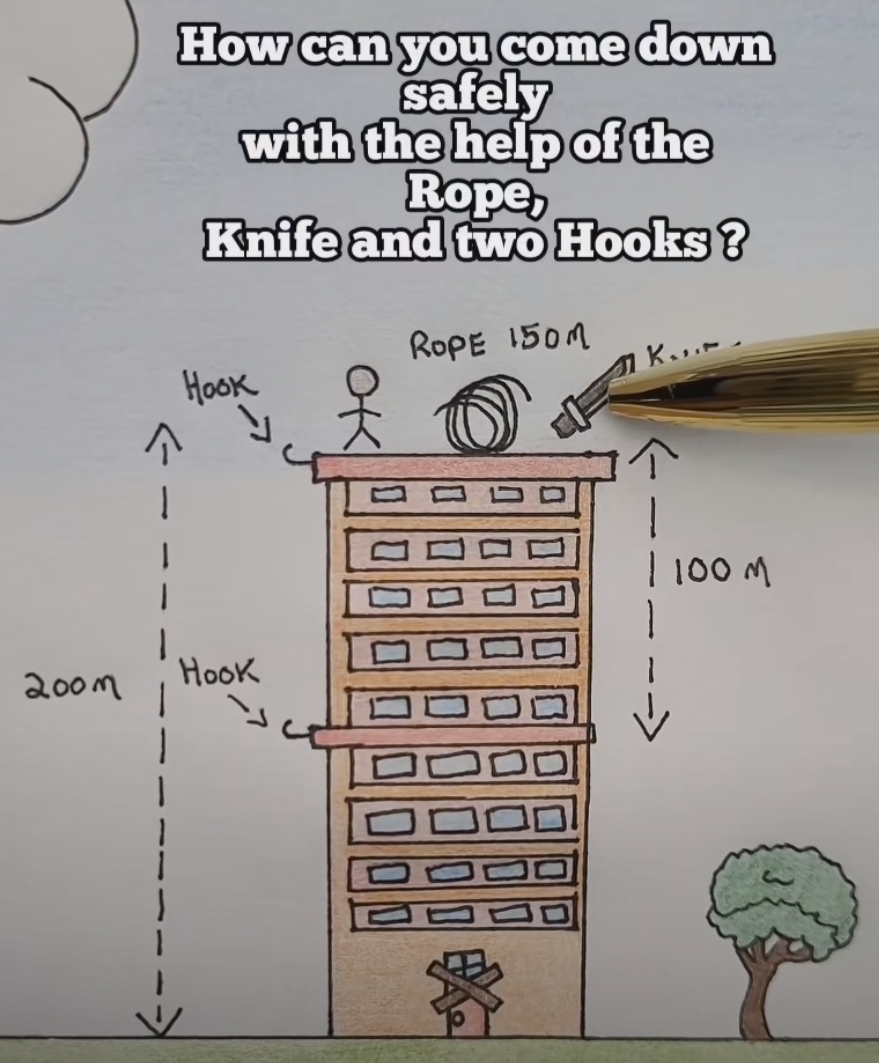 How can you come down
safely
with the help of the
Rope,
Knife and two Hooks ?
ROPE 150M
HOOK
100 M
HOOK
200m